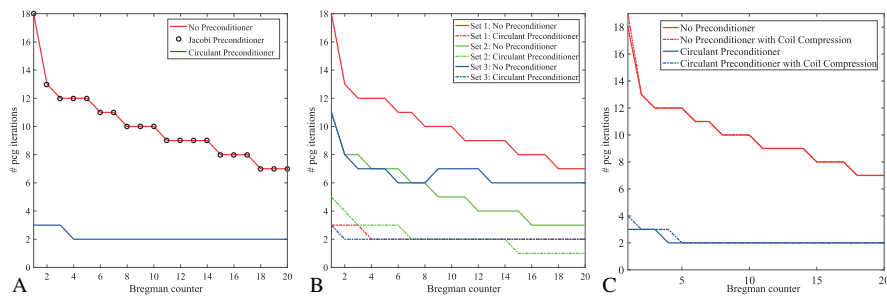 18
16
14
12
10
8
6
4
2
0
# pcg iterations
2 4 6 8 10 12 14 16 18 20
Bregman counter
No Preconditioner
Jacobi Preconditioner
Circulant Preconditioner
A
18
16
14
12
10
8
6
4
2
0
# pcg iterations
2 4 6 8 10 12 14 16 18 20
Bregman counter
Set 1: No Preconditioner
Set 1: Circulant Preconditioner
Set 2: No Preconditioner
Set 2: Circulant Preconditioner
Set 3: No Preconditioner
Set 3: Circulant Preconditioner
B
18
16
14
12
10
8
6
4
2
0
# pcg iterations
5 10 15 20
Bregman counter
No Preconditioner
No Preconditioner with Coil Compression
Circulant Preconditioner
Circulant Preconditioner with Coil Compression
C